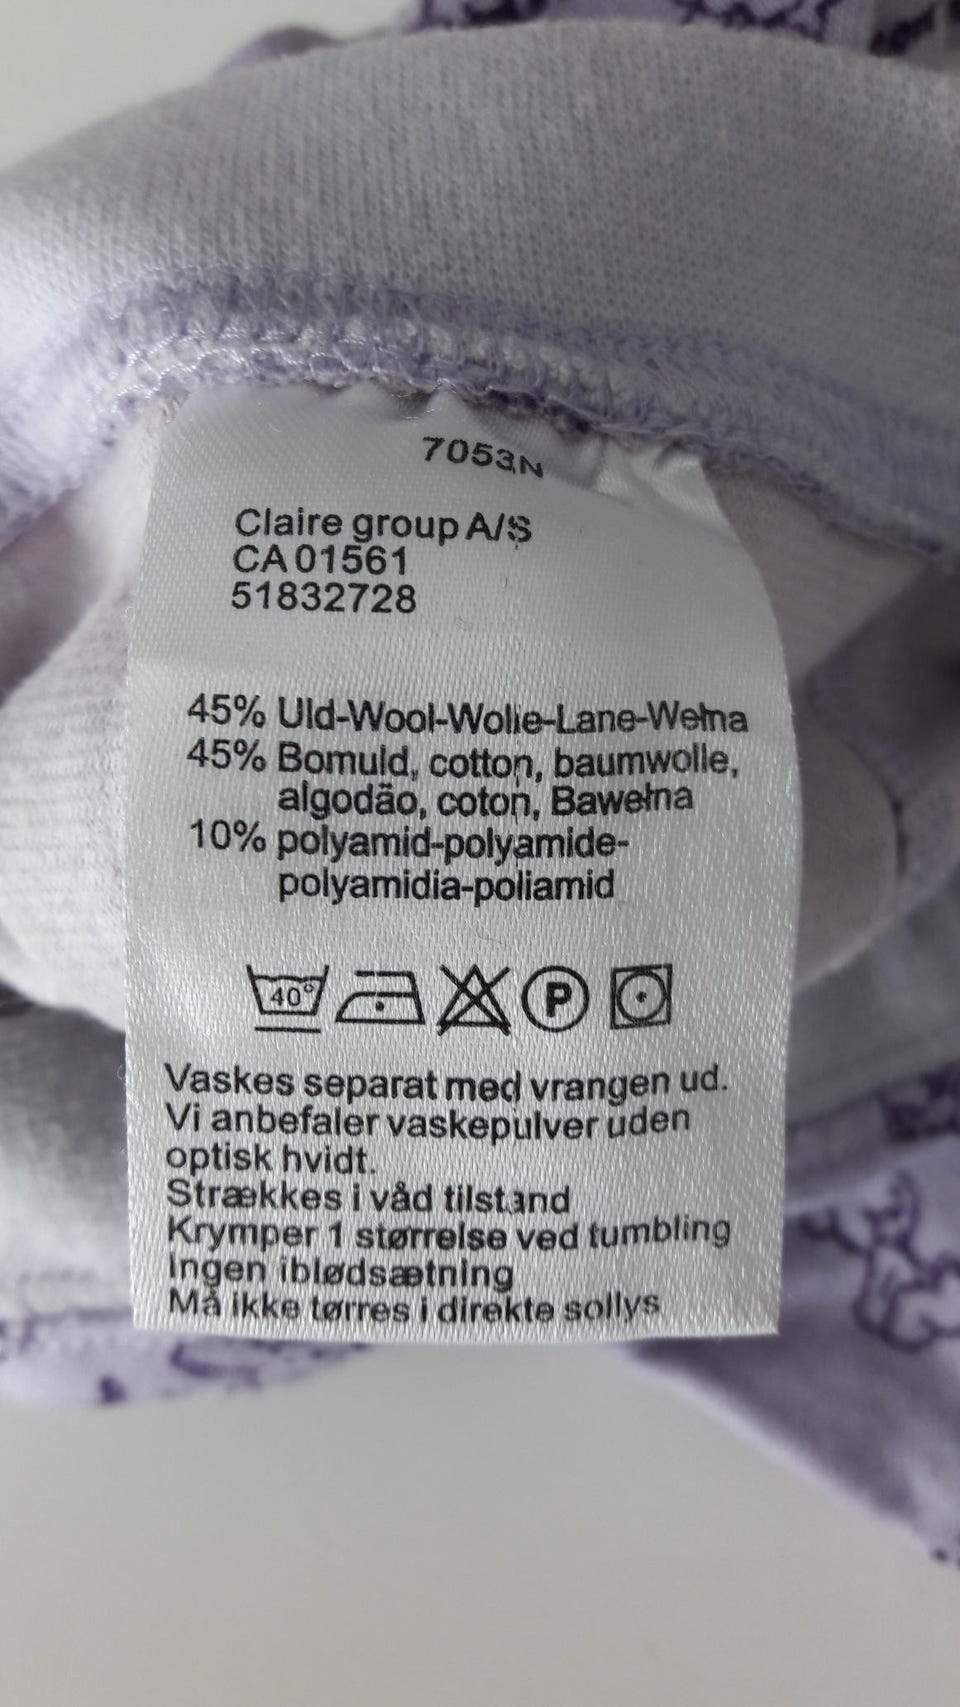 7053N
Claire group A/S
CA 01561
51832728
45% Uld-Wool-Wolle-Lane-Wełna
45% Bomuld, cotton, baumwolle,
algodão, coton, Bawełna
10% polyamid-polyamide-
polyamidia-poliamid
40°
P
Vaskes separat med vrangen ud.
Vi anbefaler vaskepulver uden
optisk hvidt.
Strækkes i våd tilstand
Krymper 1 størrelse ved tumbling
Ingen iblødsætning
Må ikke tørres i direkte sollys